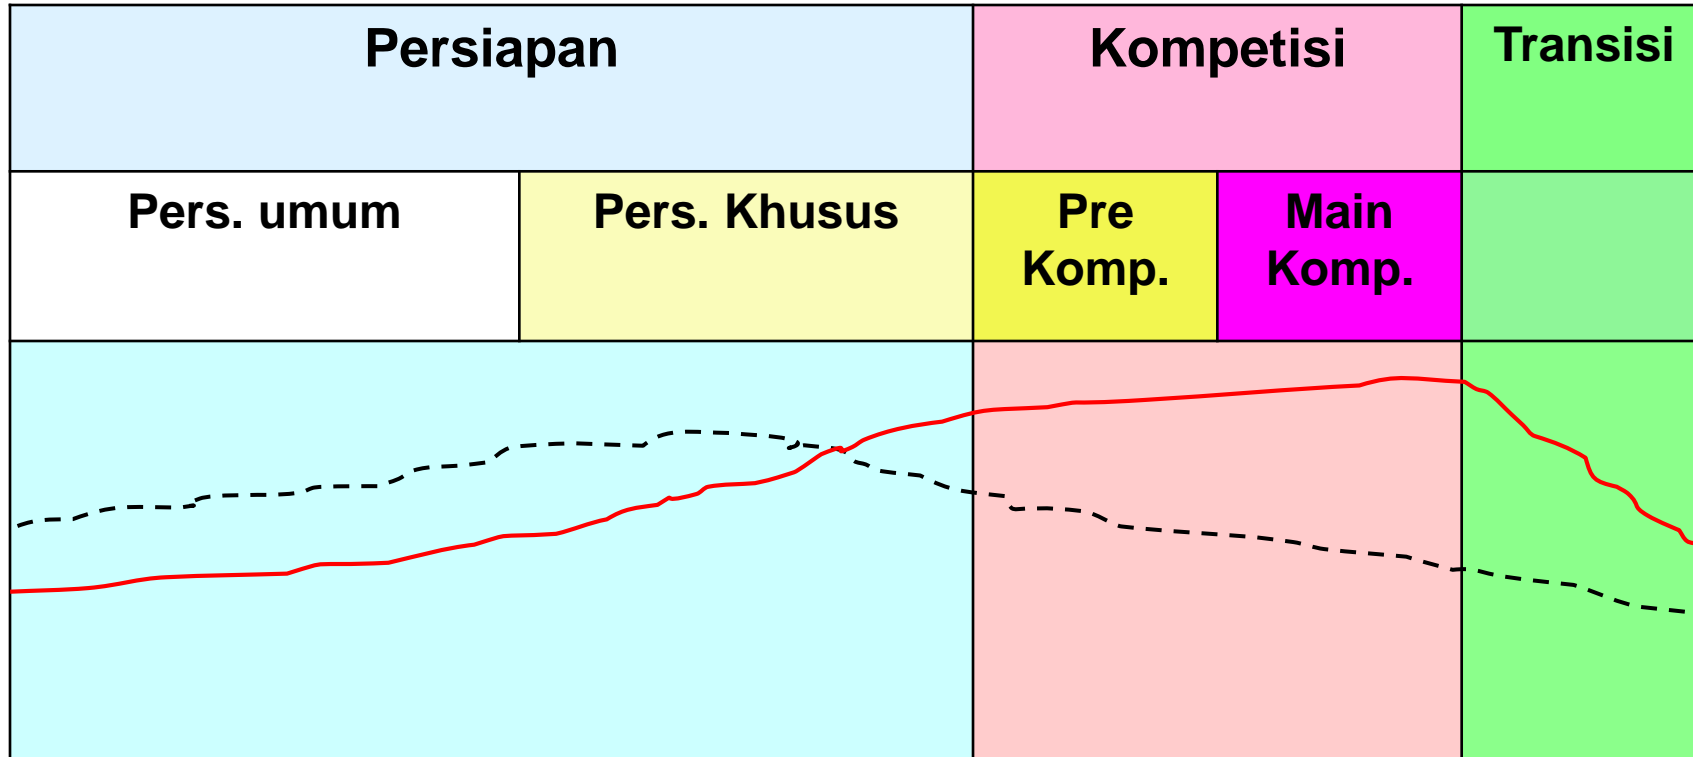 Persiapan
Kompetisi
Transisi
Pers. umum
Pers. Khusus
Pre
Komp.
Main
Komp.